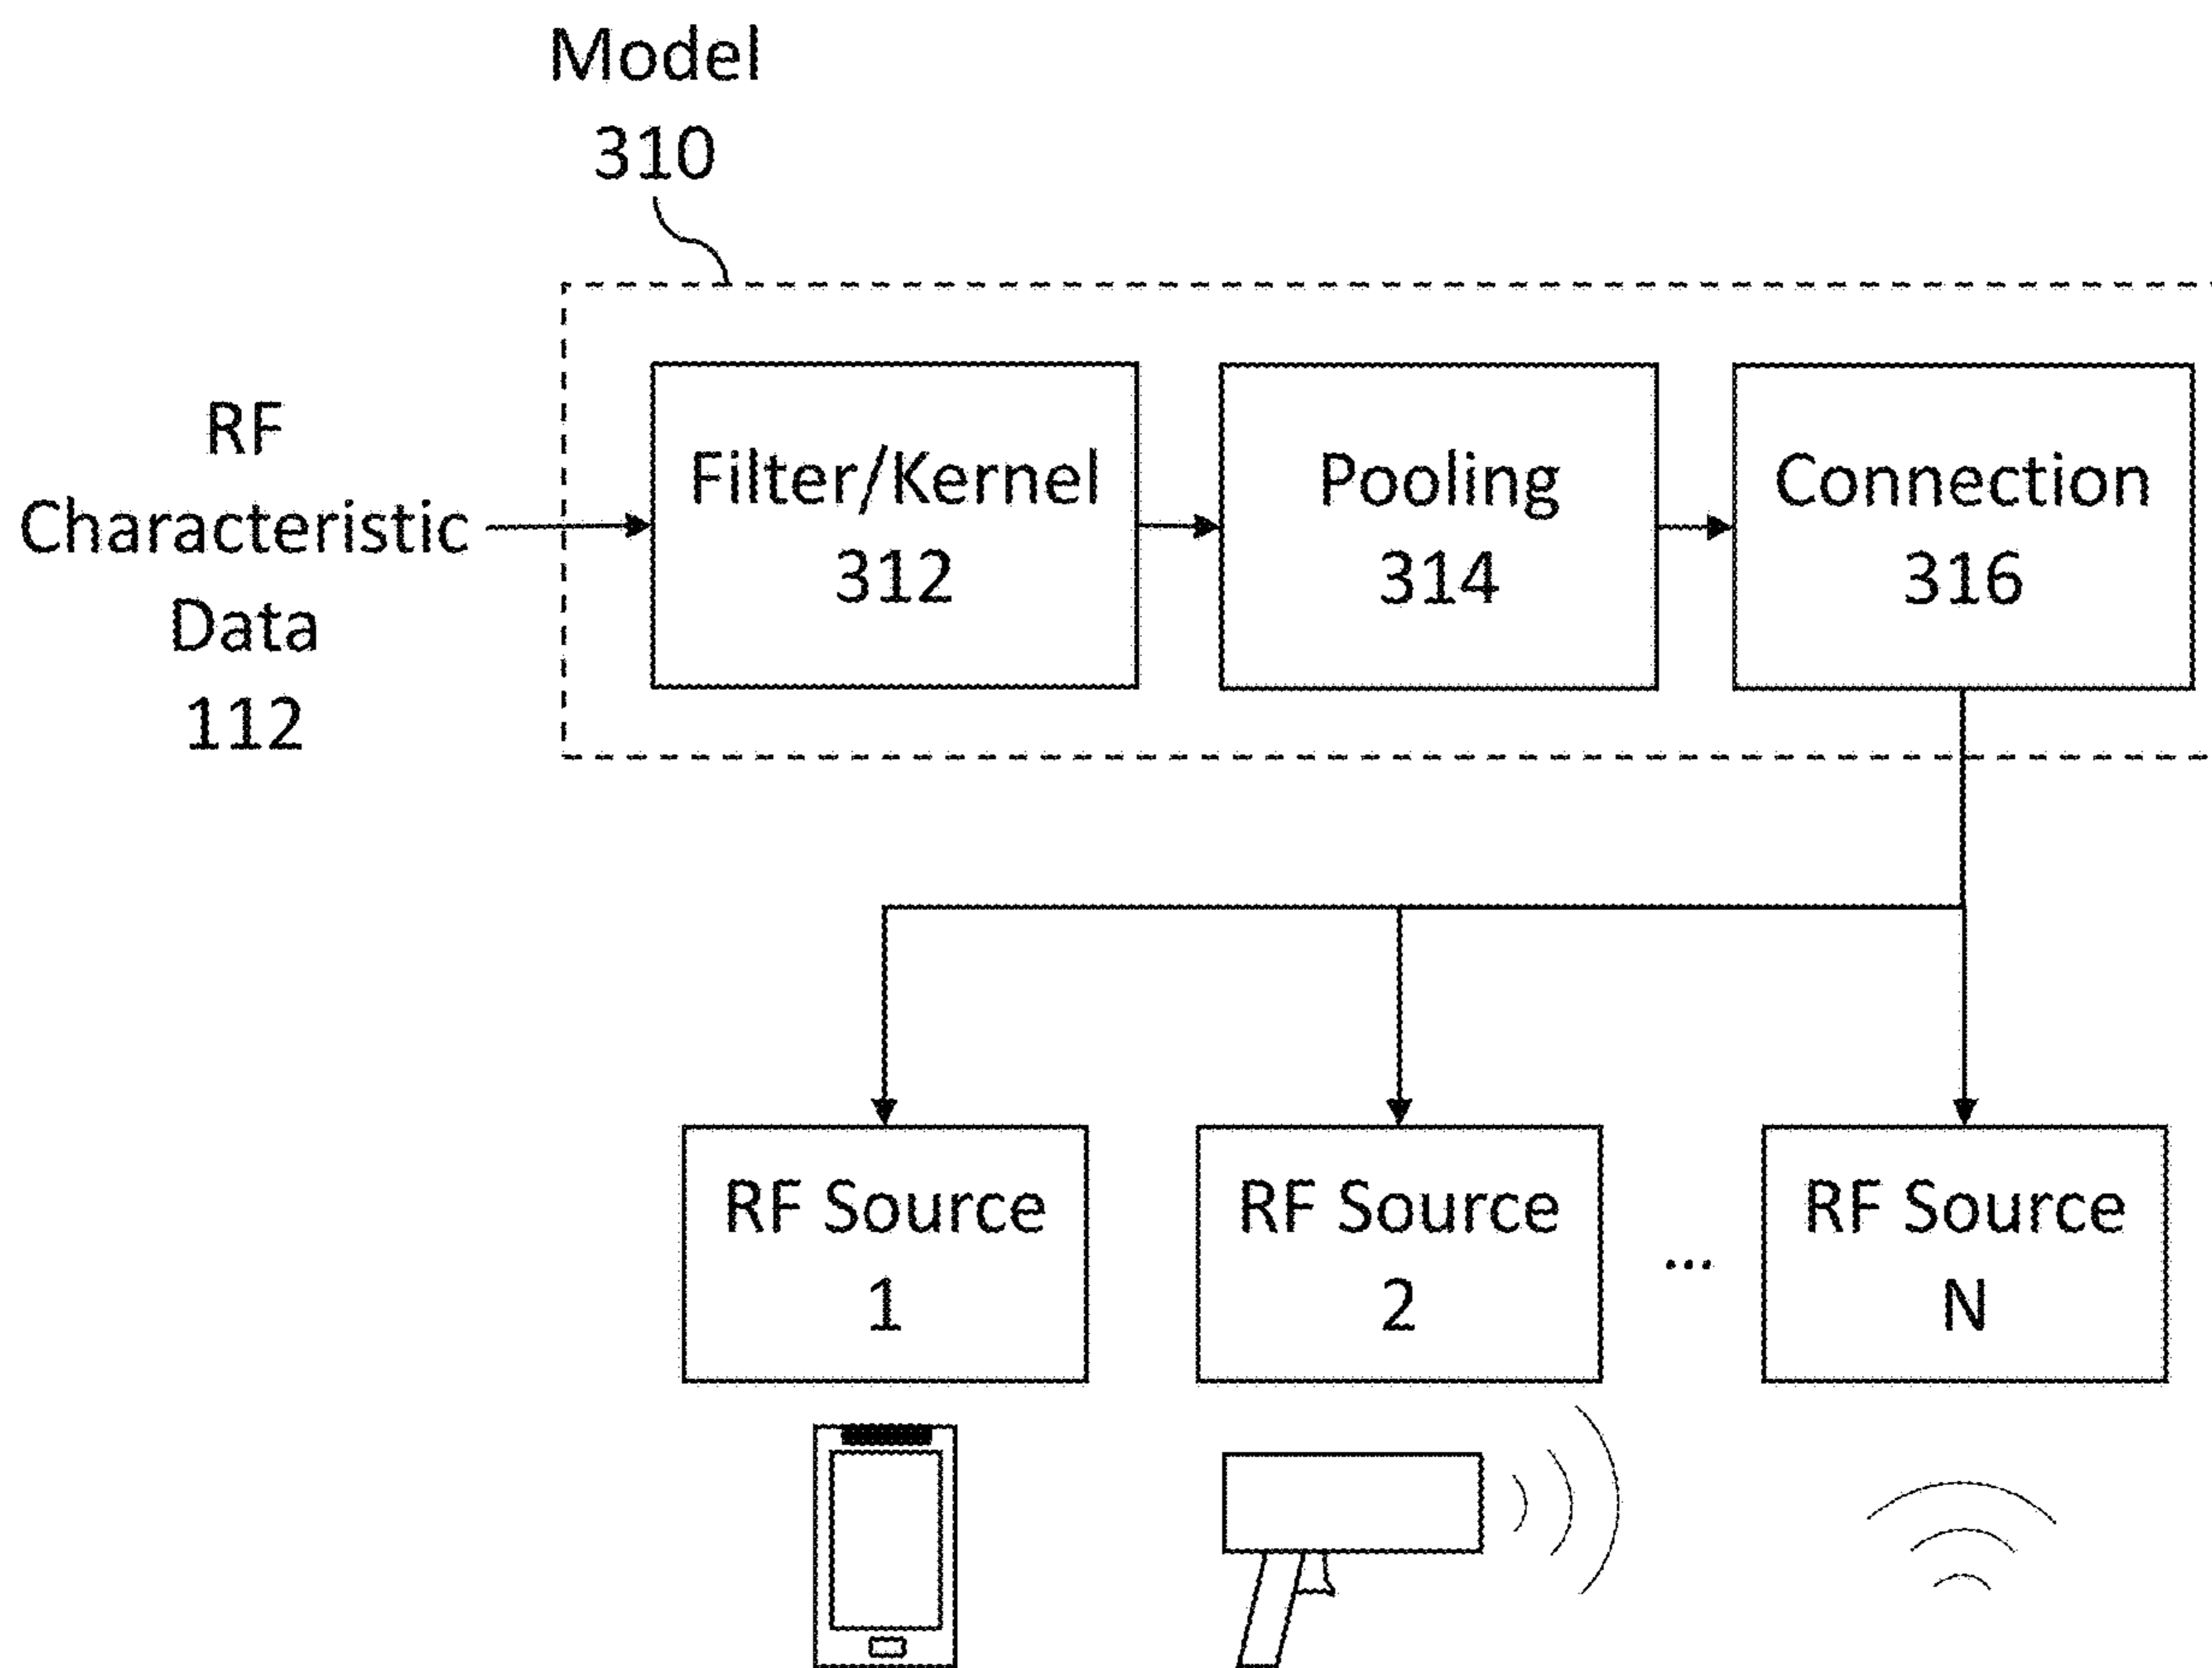 Model
310
RF
Characteristic
Data
112
Filter/Kernel
312
Pooling
314
Connection
316
RF Source
1
RF Source
2
...
RF Source
N